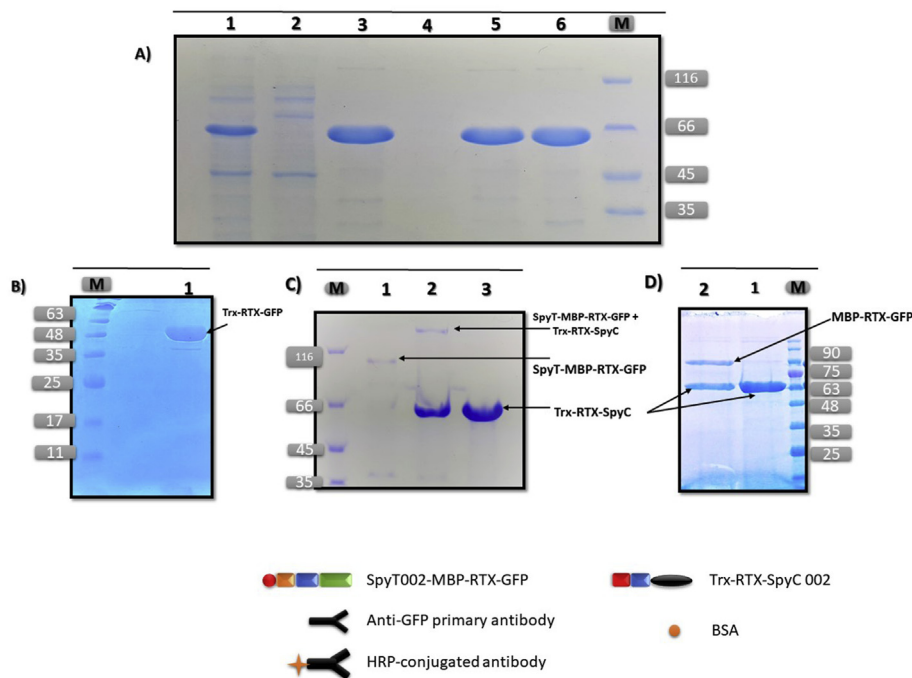 1 2 3 4 5 6 M
A)
116
66
45
35
B)
M 1
63
48
35
25
17
11
Trx-RTX-GFP
C)
M 1 2 3
116
66
45
35
SpyT-MBP-RTX-GFP +
Trx-RTX-SpyC
SpyT-MBP-RTX-GFP
Trx-RTX-SpyC
D)
2 1 M
MBP-RTX-GFP
90
75
63
48
35
25
SpyT002-MBP-RTX-GFP
Trx-RTX-SpyC 002
Anti-GFP primary antibody
BSA
HRP-conjugated antibody